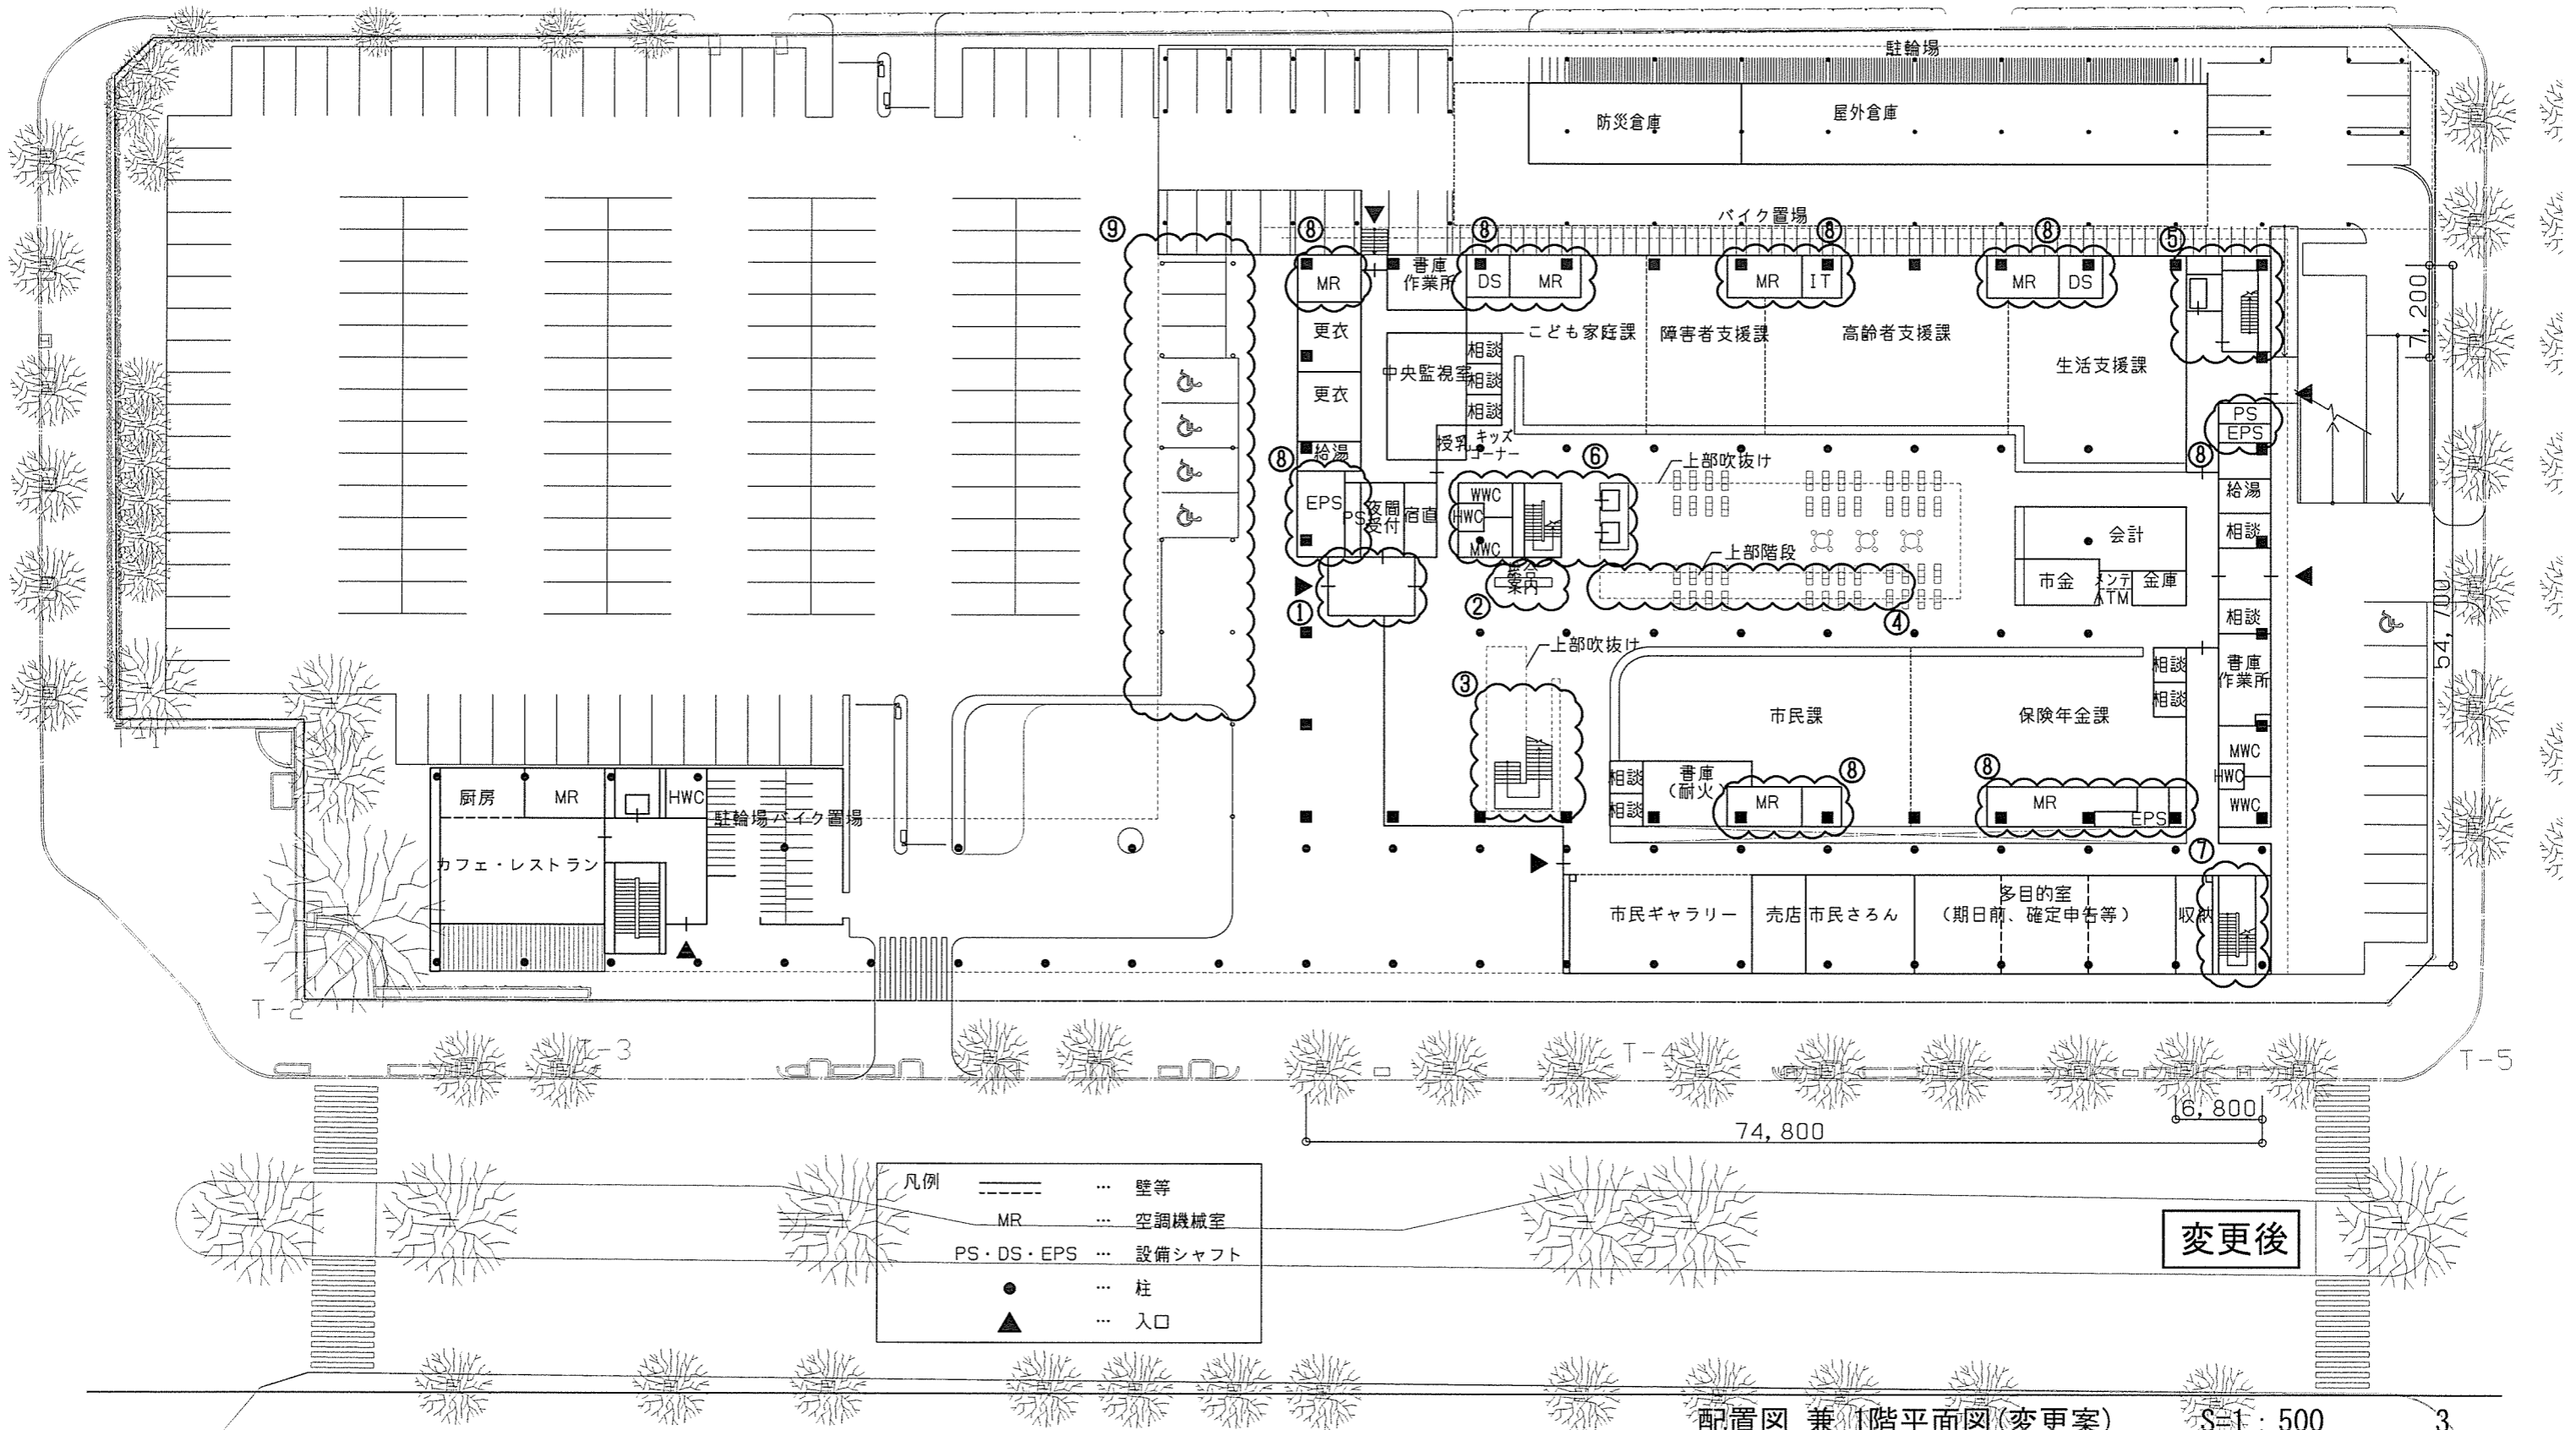 駐輪場
防災倉庫
屋外倉庫
バイク置場
⑨
⑧
⑧
⑧
⑧
⑤
MR
書庫
作業所
DS
MR
MR
IT
MR
DS
7,200
更衣
こども家庭課
障害者支援課
高齢者支援課
生活支援課
相談
中央監視室
相談
更衣
相談
PS
EPS
授乳
キッズ
コーナー
給湯
⑧
⑥
上部吹抜け
⑧
EPS
PS
夜間
受付
宿直
WWC
HWC
MWC
給湯
相談
会計
上部階段
総合
案内
市金
メンテ
ATM
金庫
①
②
④
相談
54,700
上部吹抜け
③
相談
相談
書庫
作業所
市民課
保険年金課
MWC
HWC
WWC
相談
相談
書庫
(耐火)
MR
⑧
⑧
MR
EPS
厨房
MR
HWC
駐輪場
バイク置場
カフェ・レストラン
⑦
市民ギャラリー
売店
市民さろん
多目的室
(期日前、確定申告等)
収納
T-1
T-2
T-3
T-4
T-5
6,800
74,800
凡例
… 壁等
MR … 空調機械室
PS・DS・EPS … 設備シャフト
● … 柱
▲ … 入口
変更後
配置図 兼 1階平面図(変更案) S=1:500 3